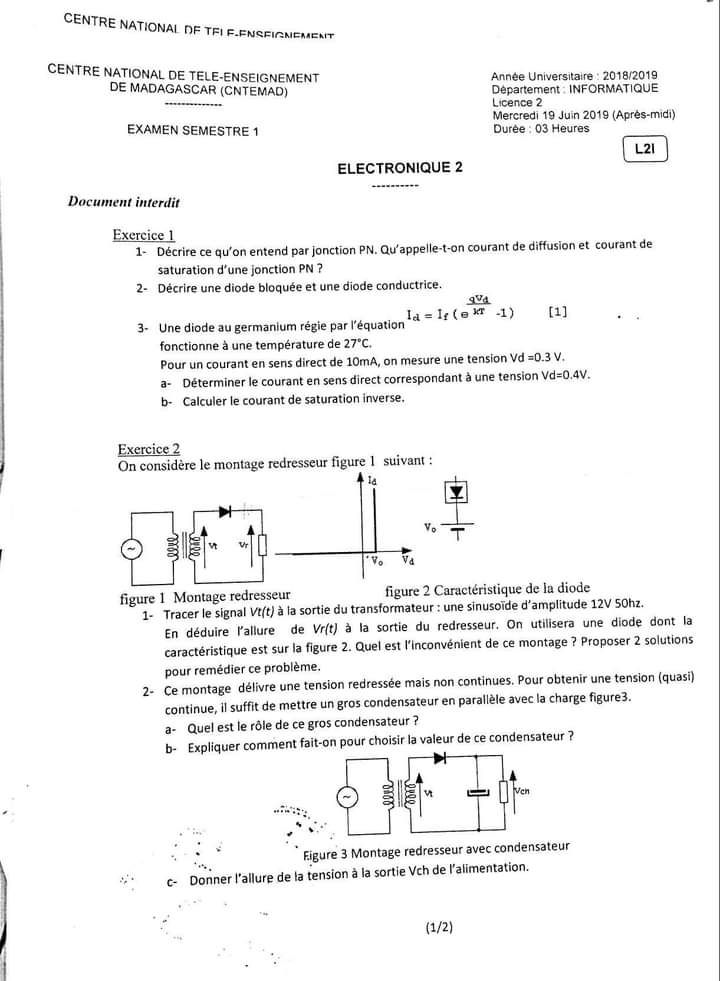 CENTRE NATIONAL DE TELE-ENSEIGNEMENT
CENTRE NATIONAL DE TELE-ENSEIGNEMENT
DE MADAGASCAR (CNTEMAD)
--------------
EXAMEN SEMESTRE 1
Année Universitaire : 2018/2019
Département : INFORMATIQUE
Licence 2
Mercredi 19 Juin 2019 (Après-midi)
Durée : 03 Heures
L2I
ELECTRONIQUE 2
----------
Document interdit
Exercice 1
1- Décrire ce qu'on entend par jonction PN. Qu'appelle-t-on courant de diffusion et courant de
saturation d'une jonction PN ?
2- Décrire une diode bloquée et une diode conductrice.
3- Une diode au germanium régie par l'équation I_d = I_f ( e^(qV_d/kT) -1) [1]
fonctionne à une température de 27°C.
Pour un courant en sens direct de 10mA, on mesure une tension Vd =0.3 V.
a- Déterminer le courant en sens direct correspondant à une tension Vd=0.4V.
b- Calculer le courant de saturation inverse.
Exercice 2
On considère le montage redresseur figure 1 suivant :
Vt
Vr
Id
Vo
Vd
Vo
figure 1 Montage redresseur
figure 2 Caractéristique de la diode
1- Tracer le signal Vt(t) à la sortie du transformateur : une sinusoïde d'amplitude 12V 50hz.
En déduire l'allure de Vr(t) à la sortie du redresseur. On utilisera une diode dont la
caractéristique est sur la figure 2. Quel est l'inconvénient de ce montage ? Proposer 2 solutions
pour remédier ce problème.
2- Ce montage délivre une tension redressée mais non continues. Pour obtenir une tension (quasi)
continue, il suffit de mettre un gros condensateur en parallèle avec la charge figure3.
a- Quel est le rôle de ce gros condensateur ?
b- Expliquer comment fait-on pour choisir la valeur de ce condensateur ?
Vt
Vch
Figure 3 Montage redresseur avec condensateur
c- Donner l'allure de la tension à la sortie Vch de l'alimentation.
(1/2)